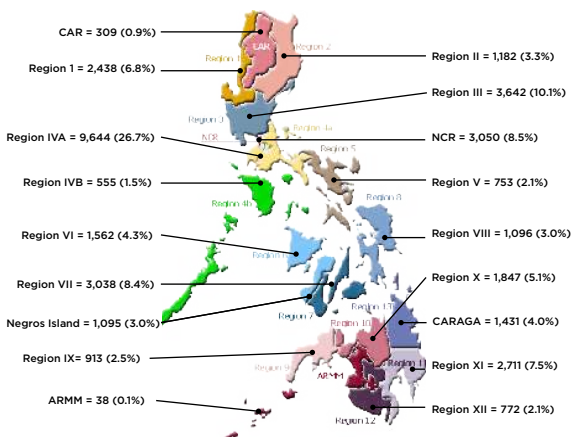 CAR = 309 (0.9%)
Region 1 = 2,438 (6.8%)
Region IVA = 9,644 (26.7%)
Region IVB = 555 (1.5%)
Region VI = 1,562 (4.3%)
Region VII = 3,038 (8.4%)
Negros Island = 1,095 (3.0%)
Region IX= 913 (2.5%)
ARMM = 38 (0.1%)
Region II = 1,182 (3.3%)
Region III = 3,642 (10.1%)
NCR = 3,050 (8.5%)
Region V = 753 (2.1%)
Region VIII = 1,096 (3.0%)
Region X = 1,847 (5.1%)
CARAGA = 1,431 (4.0%)
Region XI = 2,711 (7.5%)
Region XII = 772 (2.1%)
CAR
Region 2
Region
Region 3
NCR
Region 4a
Region 5
Region 4b
Region 8
Region
Region 7
Region 13
Region 10
Region 9
ARMM
Region 11
Region 12